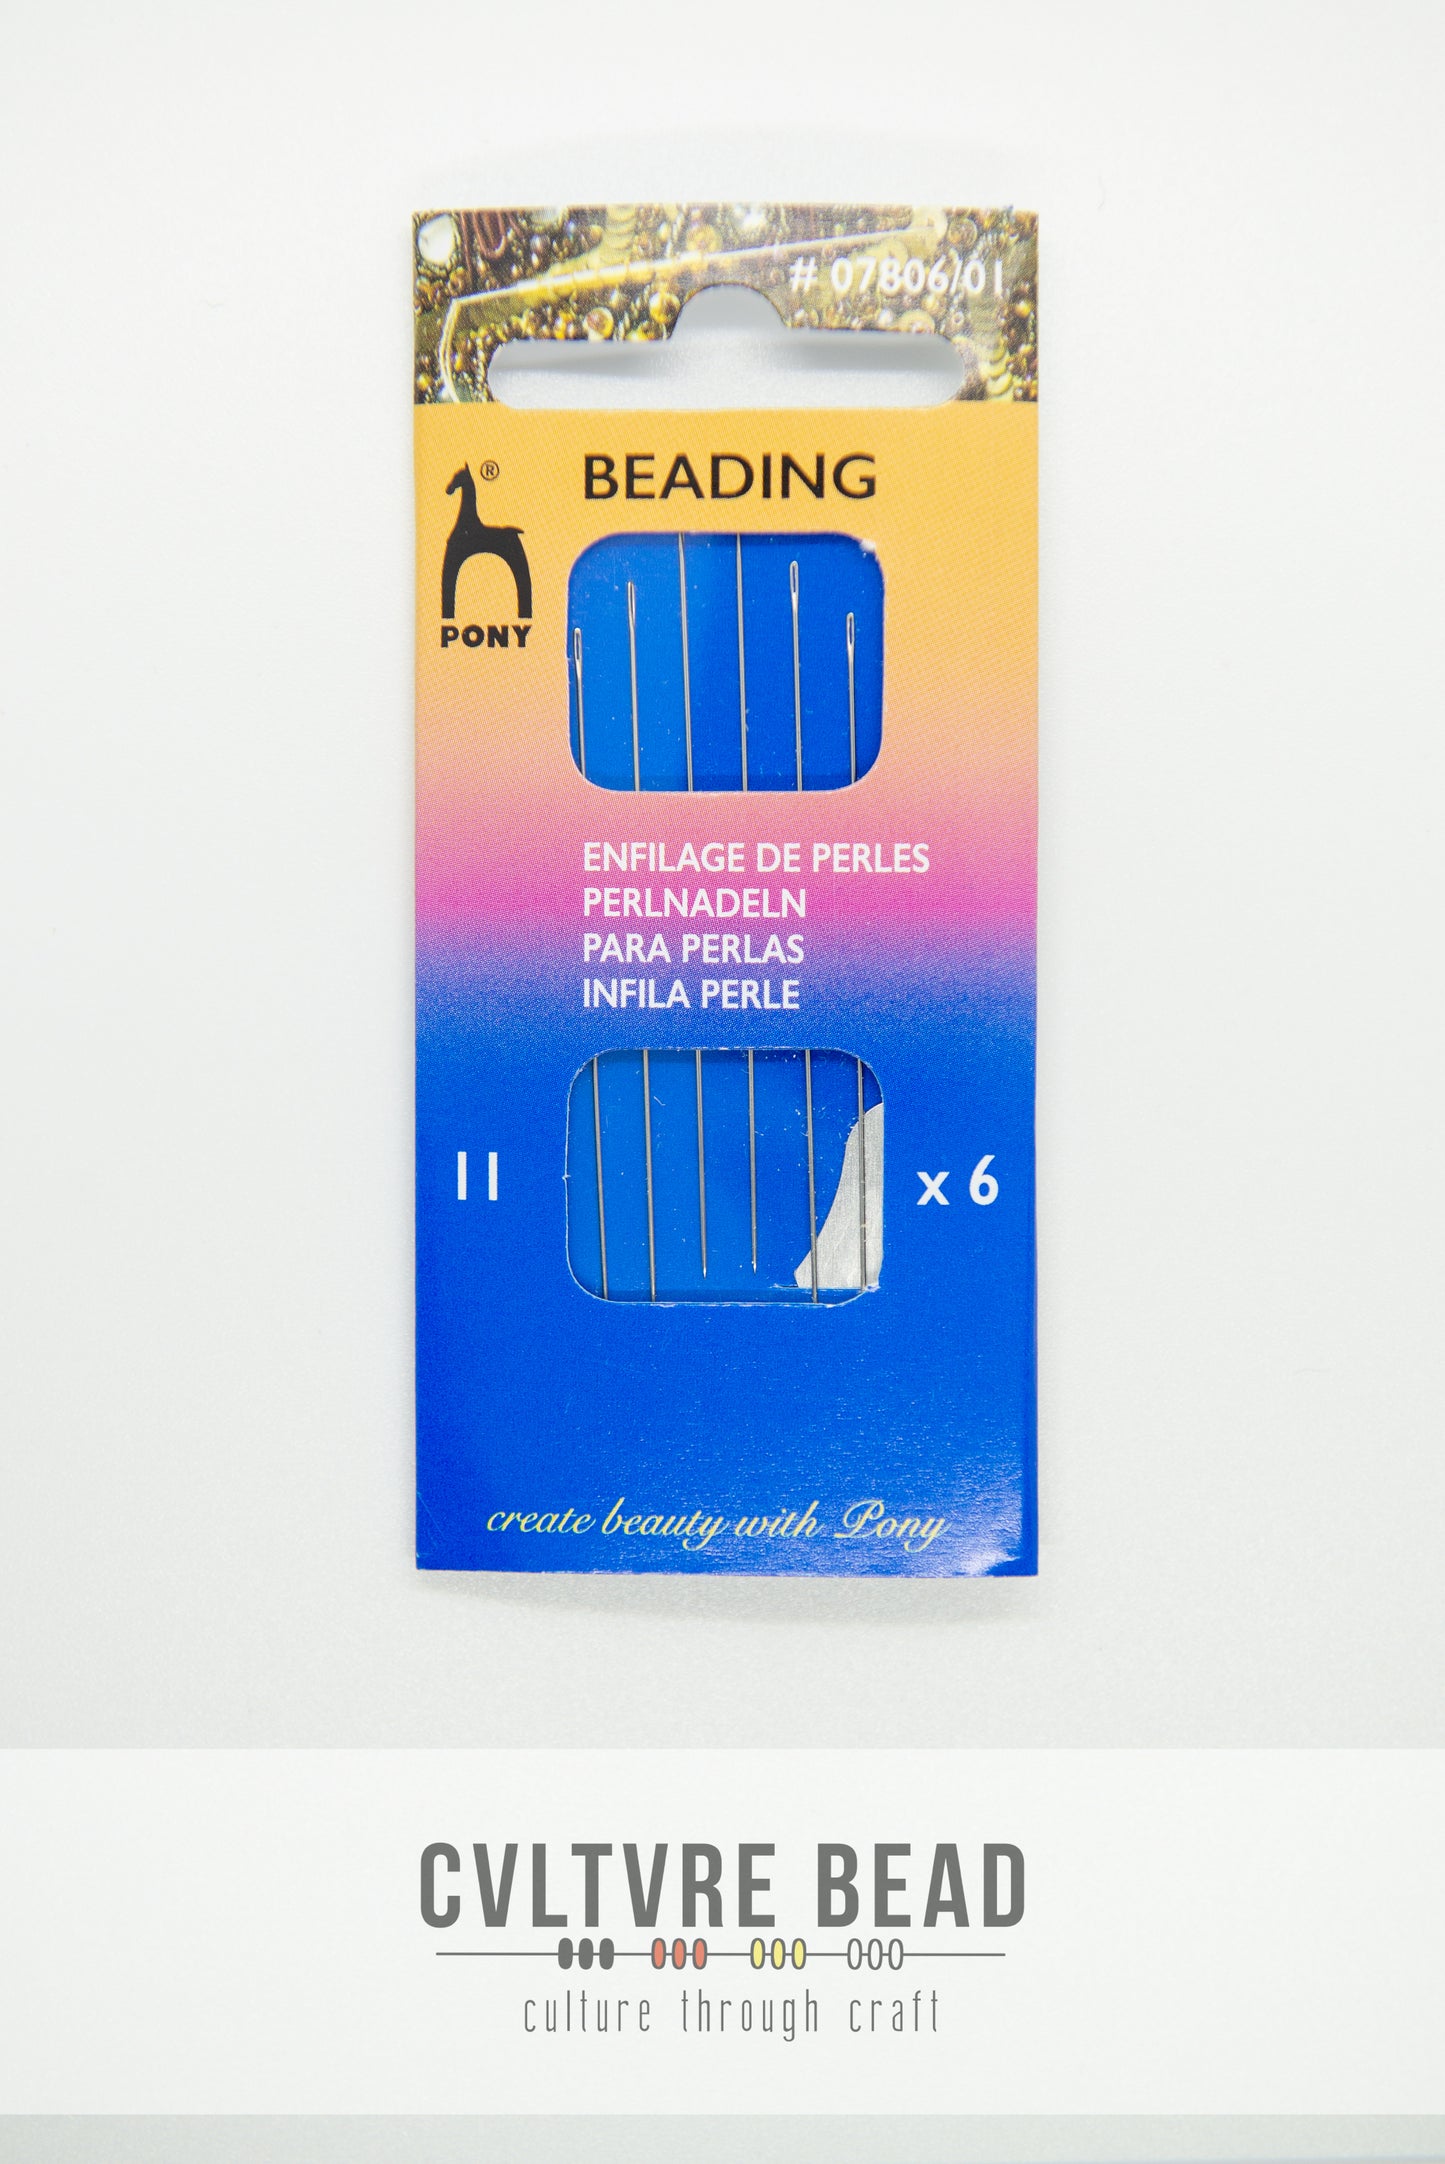 # 07806/01
BEADING
®
PONY
ENFILAGE DE PERLES
PERLNADELN
PARA PERLAS
INFILA PERLE
11
x 6
create beauty with Pony
CVLTVRE BEAD
culture through craft